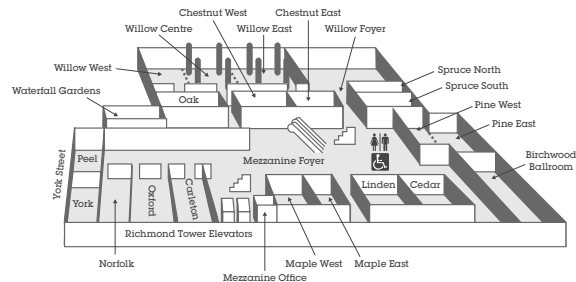 Chestnut West
Chestnut East
Willow Centre
Willow East
Willow Foyer
Willow West
Waterfall Gardens
Oak
Spruce North
Spruce South
Pine West
Pine East
Birchwood
Ballroom
York Street
Peel
York
Mezzanine Foyer
Oxford
Carleton
Linden
Cedar
Richmond Tower Elevators
Norfolk
Mezzanine Office
Maple West
Maple East